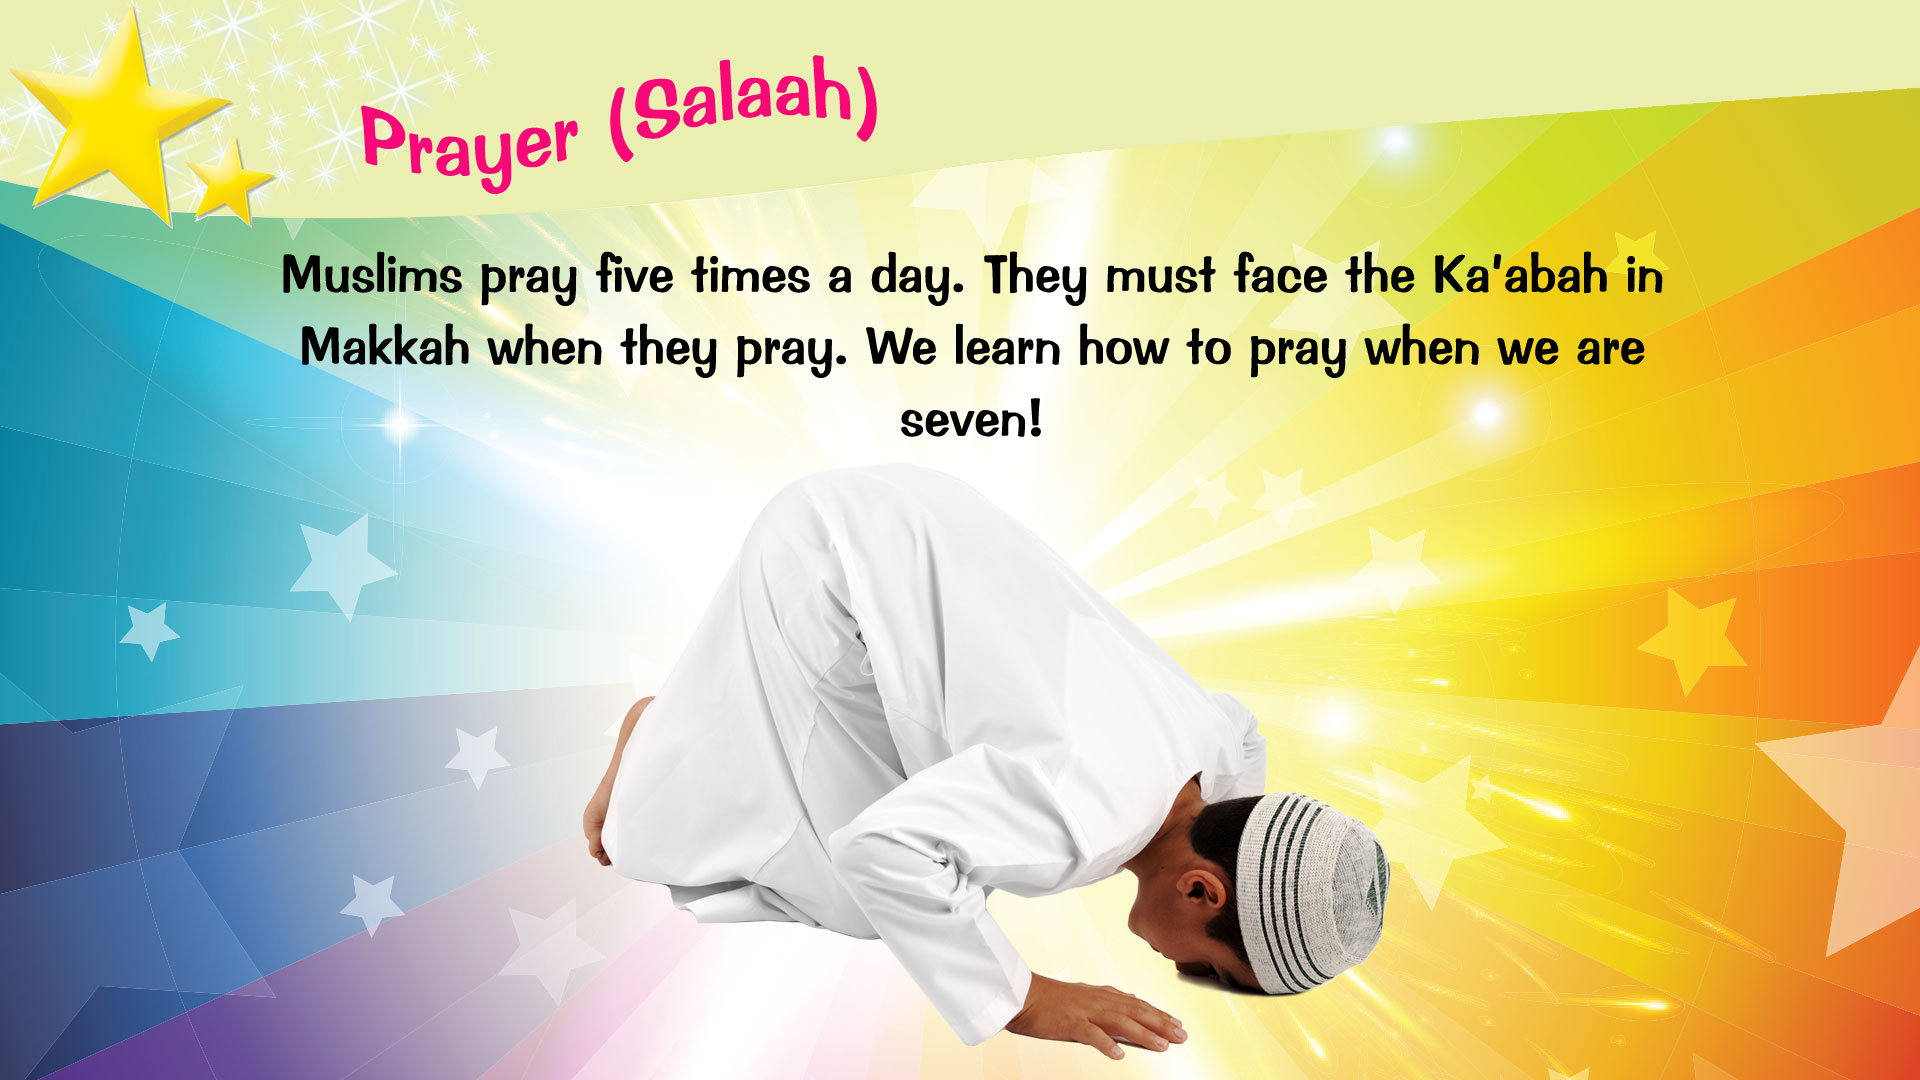 Prayer (Salaah)
Muslims pray five times a day. They must face the Ka'abah in
Makkah when they pray. We learn how to pray when we are
seven!